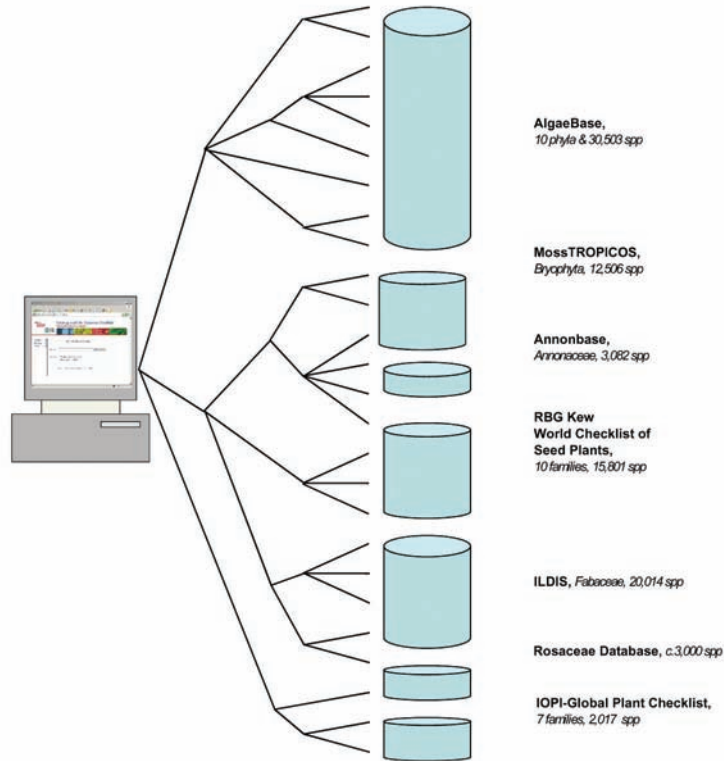 AlgaeBase,
10 phyla & 30,503 spp
MossTROPICOS,
Bryophyta, 12,506 spp
Annonbase,
Annonaceae, 3,082 spp
RBG Kew
World Checklist of
Seed Plants,
10 families, 15,801 spp
ILDIS, Fabaceae, 20,014 spp
Rosaceae Database, c.3,000 spp
IOPI-Global Plant Checklist,
7 families, 2,017 spp